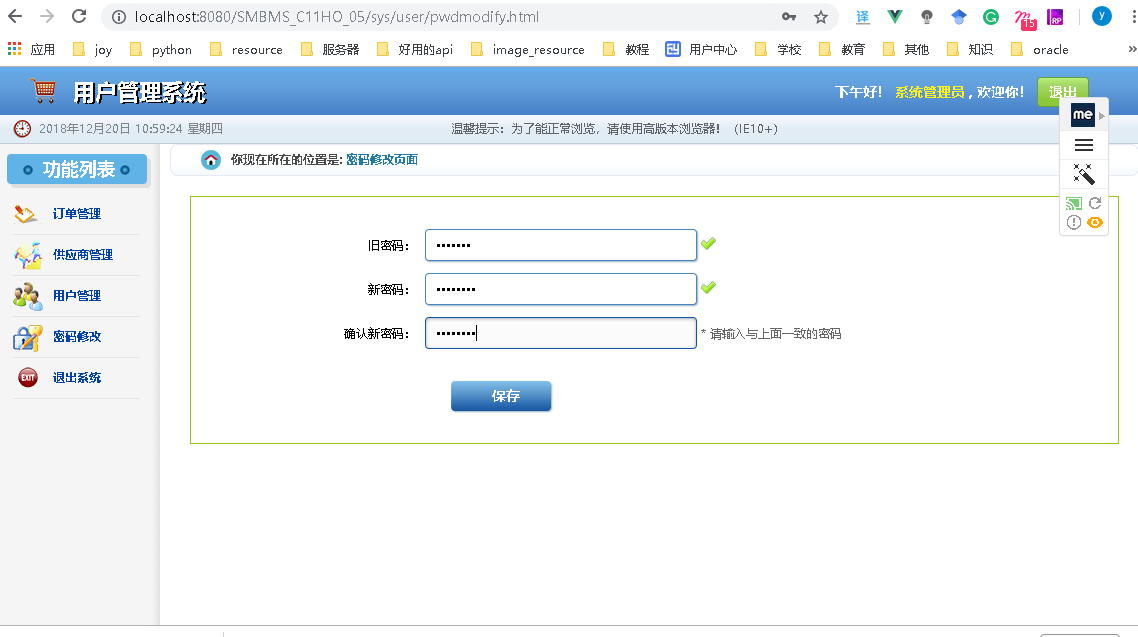 localhost:8080/SMBMS_C11HO_05/sys/user/pwdmodify.html
译
15
RP
y
应用 joy python resource 服务器 好用的api image_resource 教程 用户中心 学校 教育 其他 知识 oracle »
用户管理系统
下午好！ 系统管理员 , 欢迎你！
退出
me
2018年12月20日 10:59:24 星期四
温馨提示：为了能正常浏览，请使用高版本浏览器！ (IE10+)
功能列表
你现在所在的位置是: 密码修改页面
订单管理
供应商管理
用户管理
密码修改
EXIT
退出系统
旧密码： •••••••
新密码： ••••••••
确认新密码： •••••••• * 请输入与上面一致的密码
保存